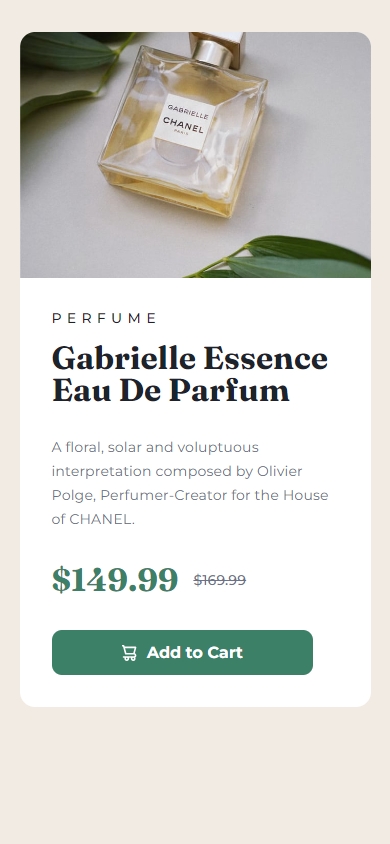 GABRIELLE
CHANEL
PARIS
PERFUME
Gabrielle Essence
Eau De Parfum
A floral, solar and voluptuous
interpretation composed by Olivier
Polge, Perfumer-Creator for the House
of CHANEL.
$149.99 $169.99
Add to Cart